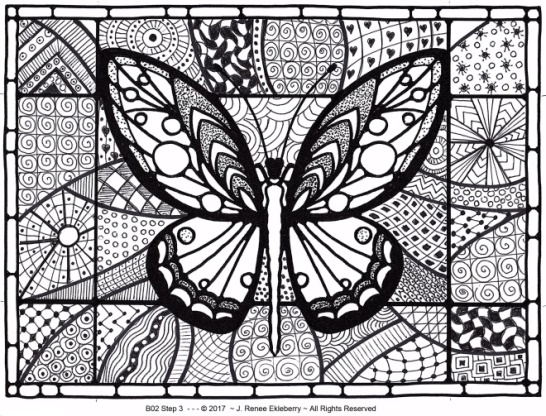 B02 Step 3 - - - © 2017 ~ J. Renee Ekleberry ~ All Rights Reserved